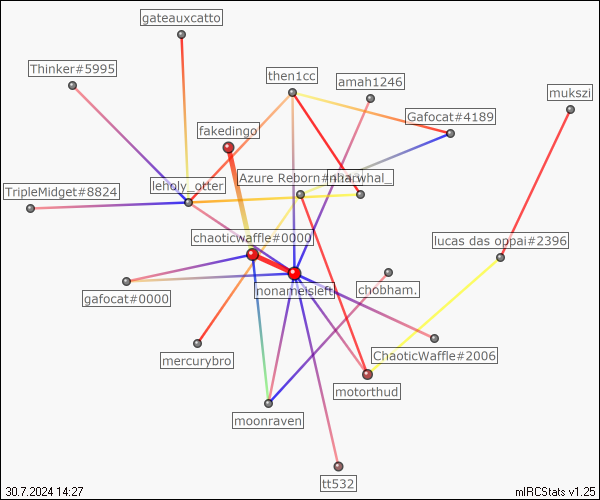 gateauxcatto
Thinker#5995
then1cc
amah1246
mukszi
Gafocat#4189
fakedingo
Azure Reborn#
narwhal_
leholy_otter
TripleMidget#8824
chaoticwaffle#0000
lucas das oppai#2396
nonameisleft
chobham.
gafocat#0000
mercurybro
ChaoticWaffle#2006
motorthud
moonraven
tt532
30.7.2024 14:27
mIRCStats v1.25